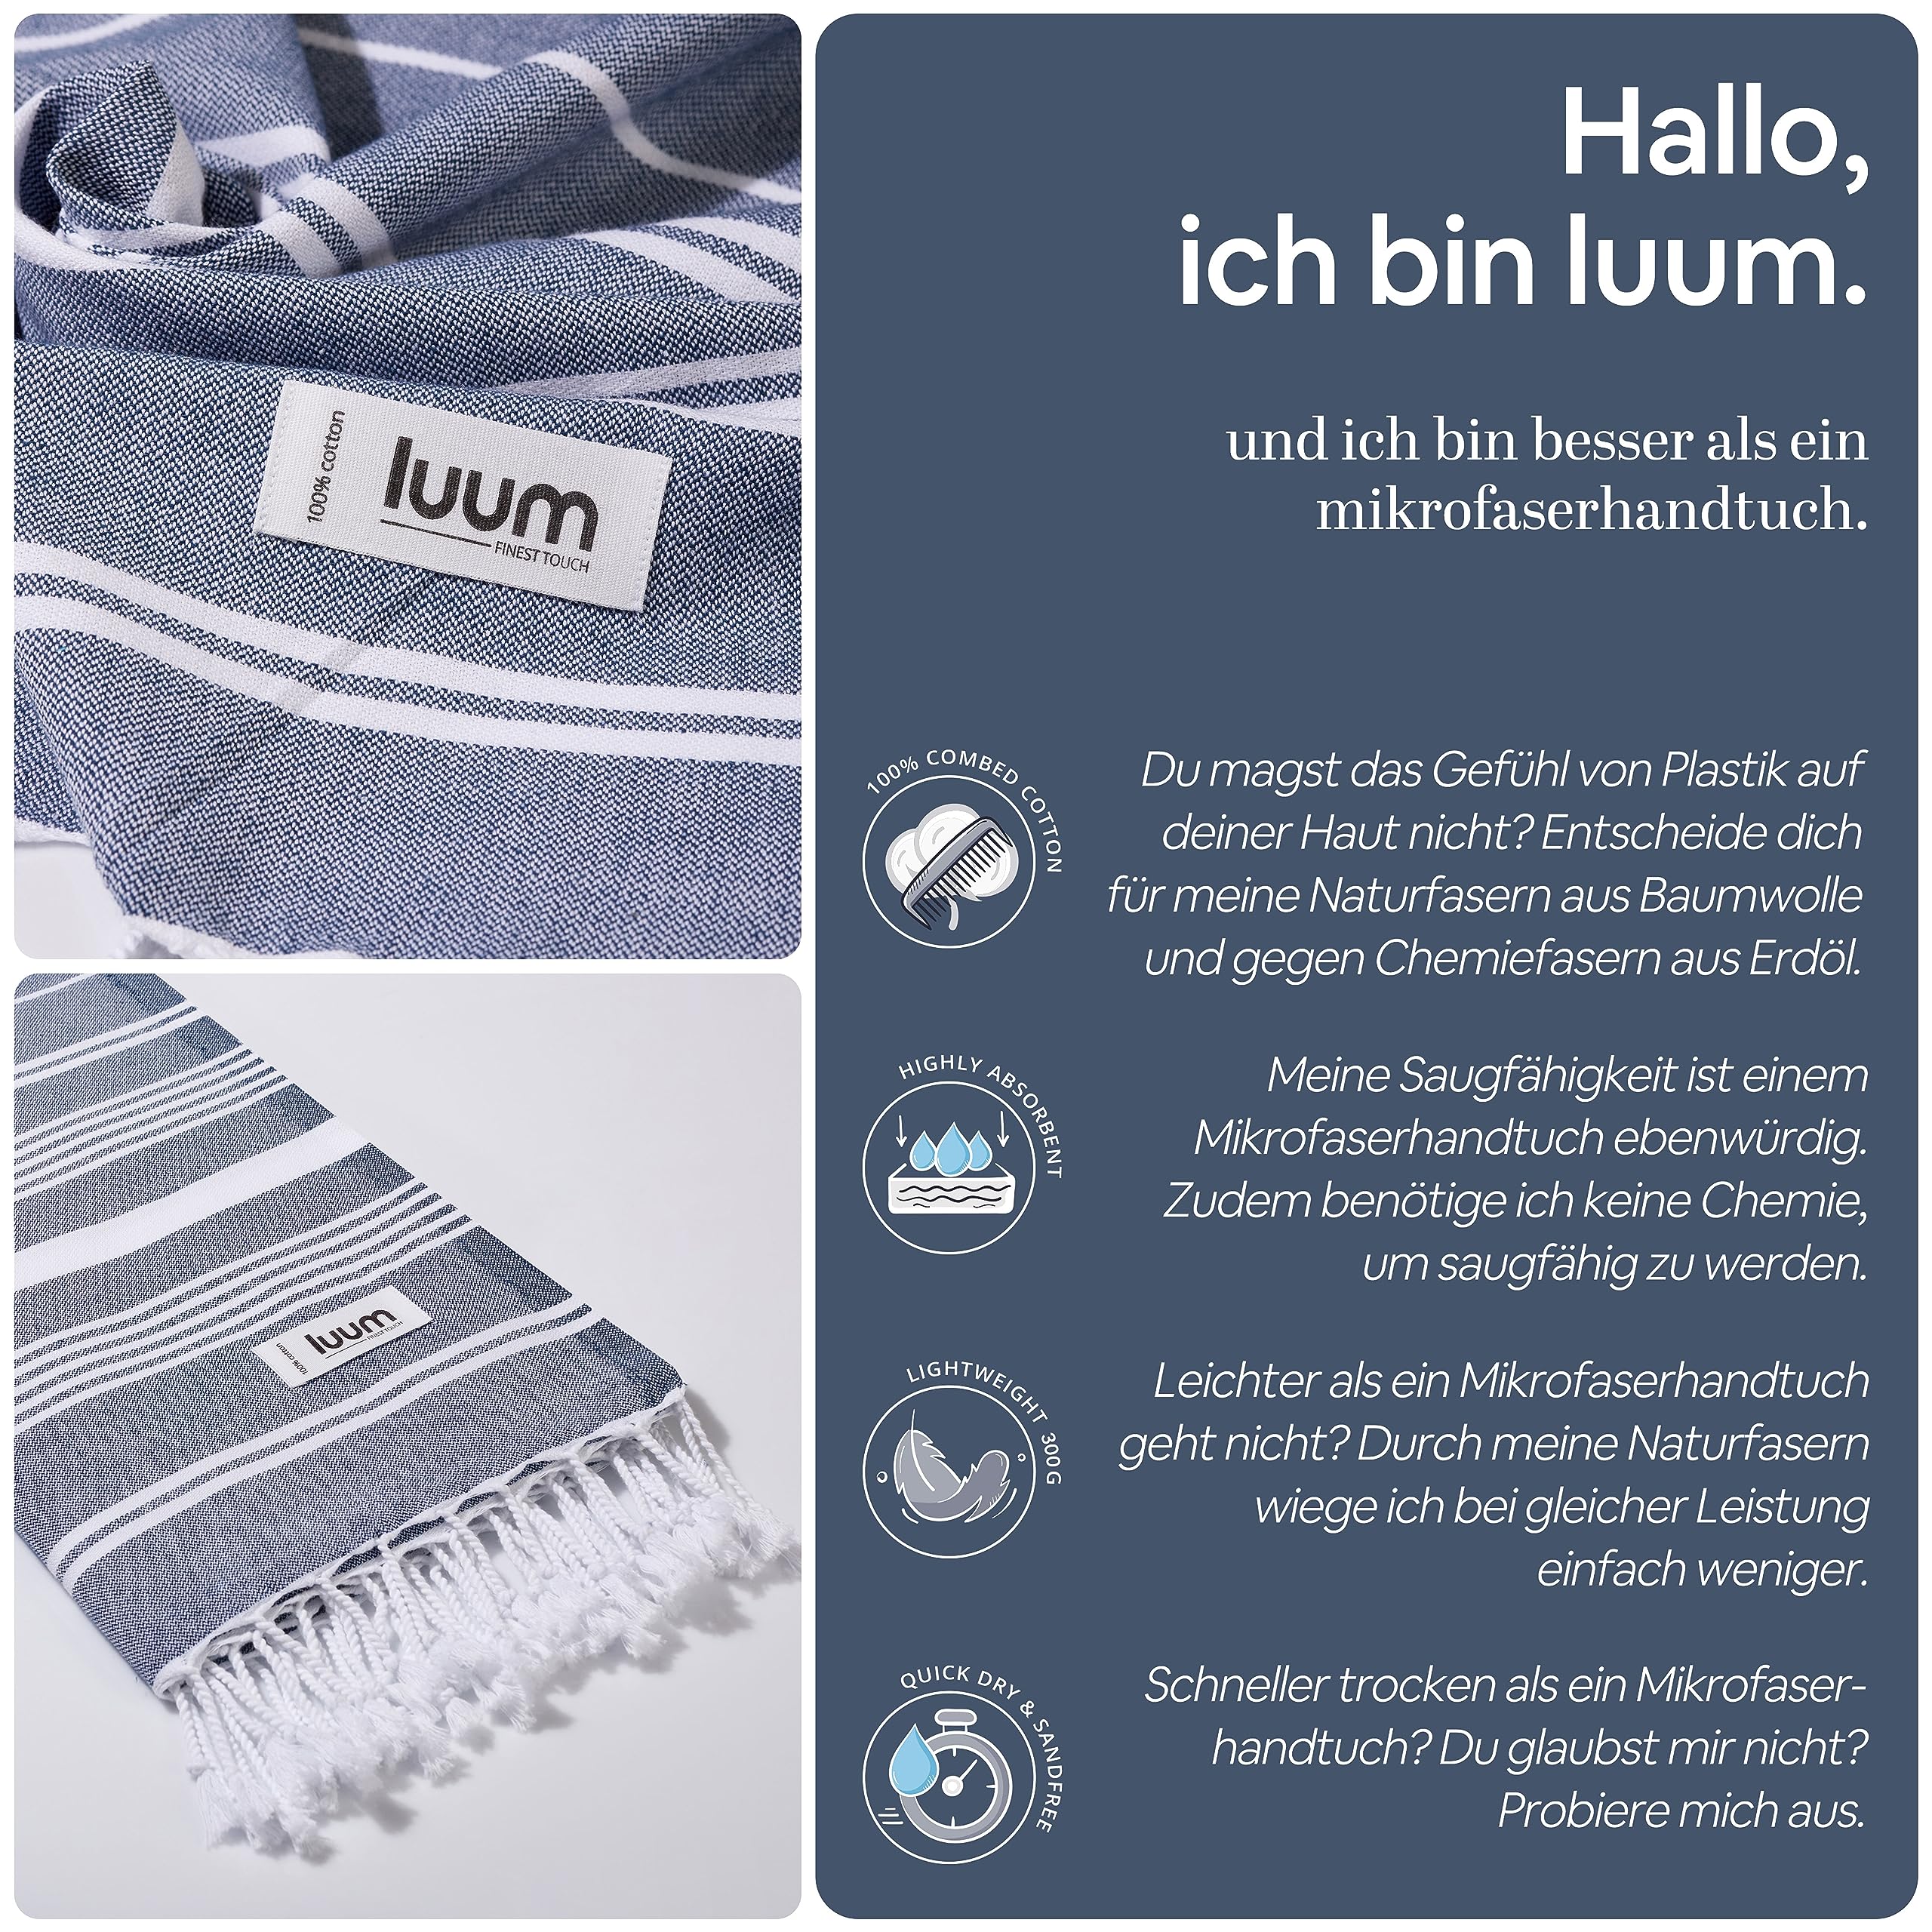 100% cotton
luum
FINEST TOUCH
100% cotton
luum
FINEST TOUCH
Hallo,
ich bin luum.
und ich bin besser als ein
mikrofaserhandtuch.
100% COMBED COTTON
Du magst das Gefühl von Plastik auf
deiner Haut nicht? Entscheide dich
für meine Naturfasern aus Baumwolle
und gegen Chemiefasern aus Erdöl.
HIGHLY ABSORBENT
Meine Saugfähigkeit ist einem
Mikrofaserhandtuch ebenwürdig.
Zudem benötige ich keine Chemie,
um saugfähig zu werden.
LIGHTWEIGHT 300G
Leichter als ein Mikrofaserhandtuch
geht nicht? Durch meine Naturfasern
wiege ich bei gleicher Leistung
einfach weniger.
QUICK DRY & SANDFREE
Schneller trocken als ein Mikrofaser-
handtuch? Du glaubst mir nicht?
Probiere mich aus.